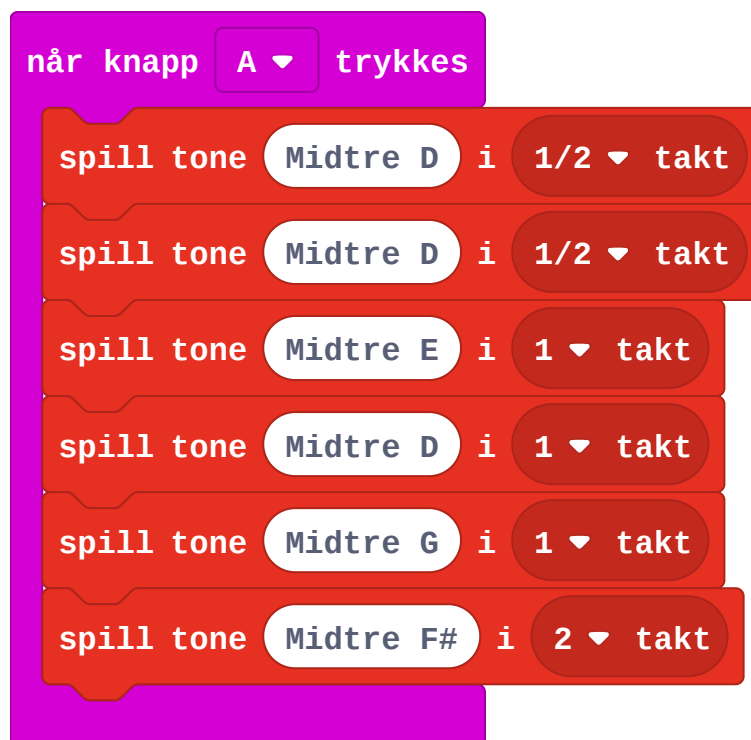 når knapp A trykkes
spill tone Midtre D i 1/2 takt
spill tone Midtre D i 1/2 takt
spill tone Midtre E i 1 takt
spill tone Midtre D i 1 takt
spill tone Midtre G i 1 takt
spill tone Midtre F# i 2 takt